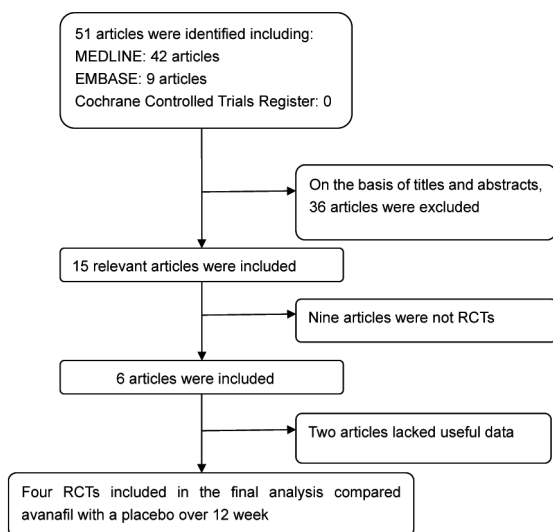 51 articles were identified including:
MEDLINE: 42 articles
EMBASE: 9 articles
Cochrane Controlled Trials Register: 0
On the basis of titles and abstracts,
36 articles were excluded
15 relevant articles were included
Nine articles were not RCTs
6 articles were included
Two articles lacked useful data
Four RCTs included in the final analysis compared
avanafil with a placebo over 12 week